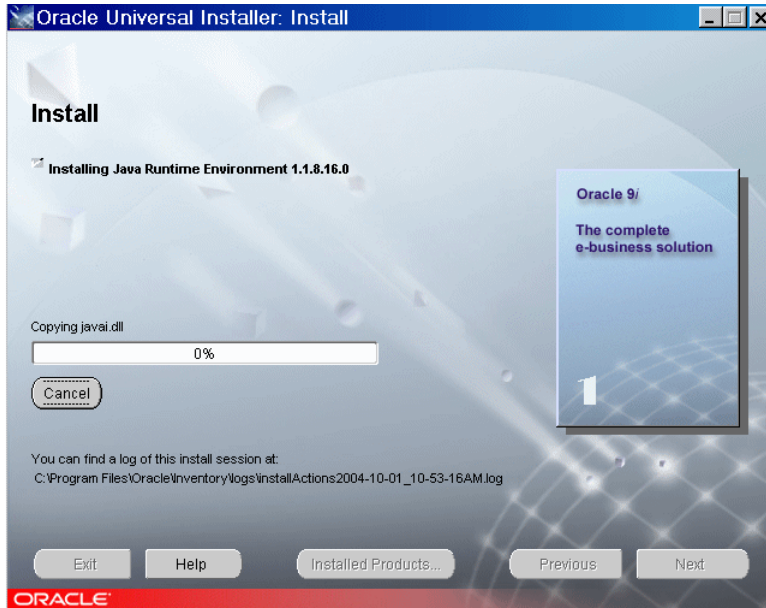 Oracle Universal Installer: Install
Install
Installing Java Runtime Environment 1.1.8.16.0
Oracle 9i
The complete
e-business solution
1
Copying javai.dll
0%
Cancel
You can find a log of this install session at:
C:\Program Files\Oracle\Inventory\logs\installActions2004-10-01_10-53-16AM.log
Exit
Help
Installed Products...
Previous
Next
ORACLE